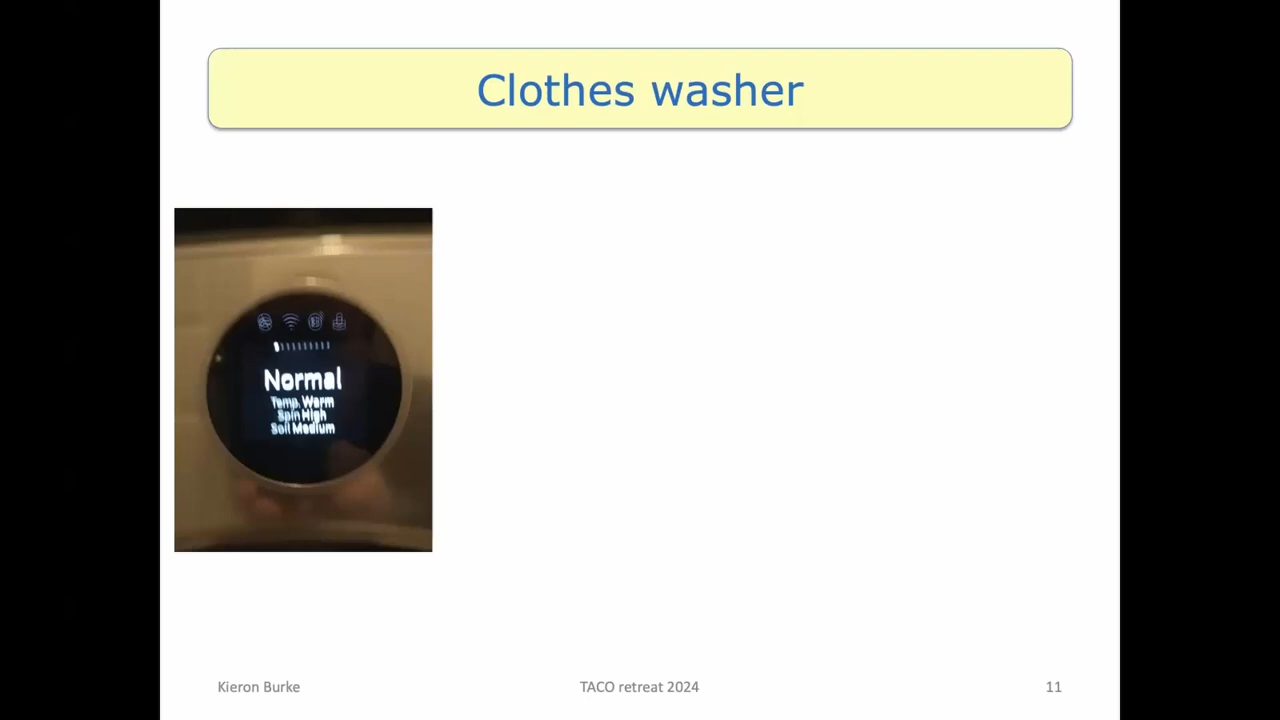 Clothes washer
Normal
Temp. Warm
Spin High
Soil Medium
Kieron Burke
TACO retreat 2024
11